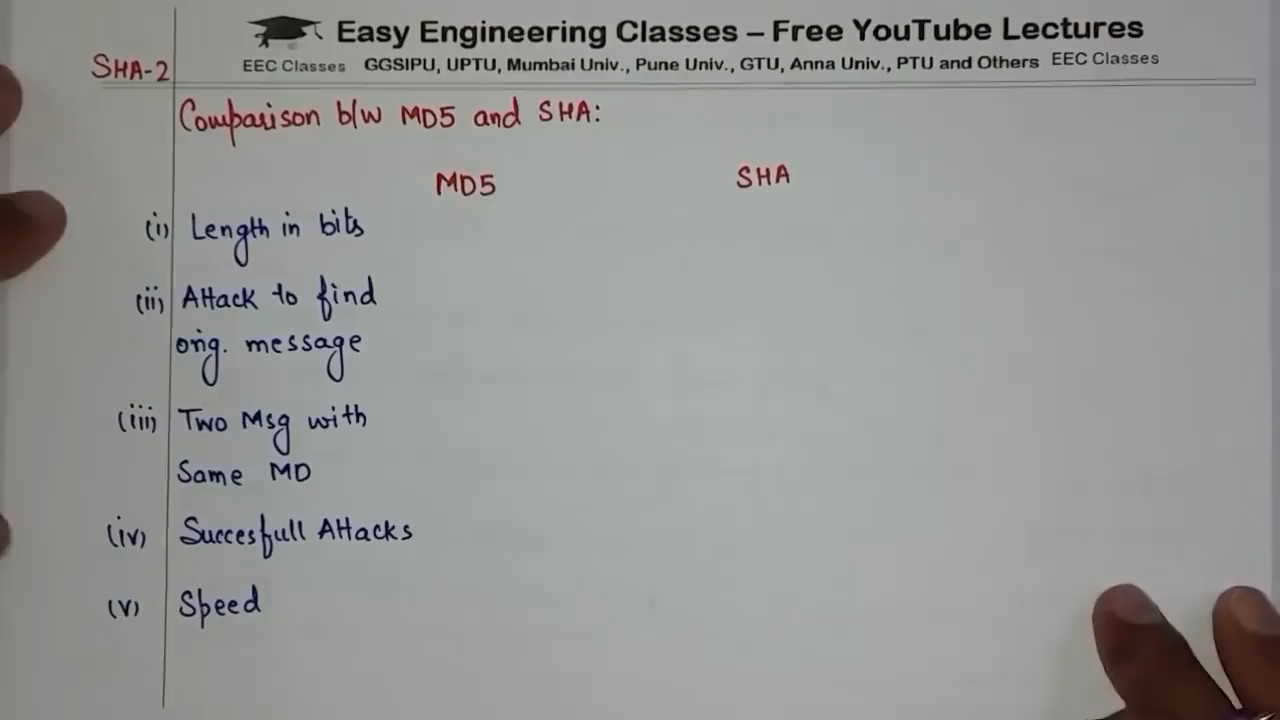 Easy Engineering Classes – Free YouTube Lectures
EEC Classes GGSIPU, UPTU, Mumbai Univ., Pune Univ., GTU, Anna Univ., PTU and Others EEC Classes
SHA-2
Comparison b/w MD5 and SHA:
MD5 SHA
(i) Length in bits
(ii) Attack to find
orig. message
(iii) Two Msg with
Same MD
(iv) Succesfull Attacks
(v) Speed